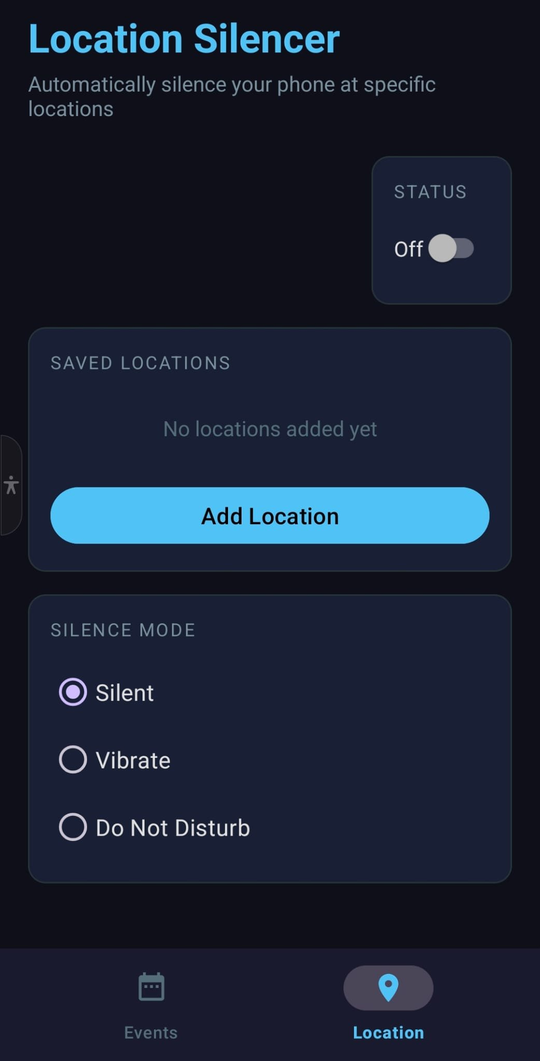 Location Silencer
Automatically silence your phone at specific
locations
STATUS
Off
SAVED LOCATIONS
No locations added yet
Add Location
SILENCE MODE
Silent
Vibrate
Do Not Disturb
Events
Location